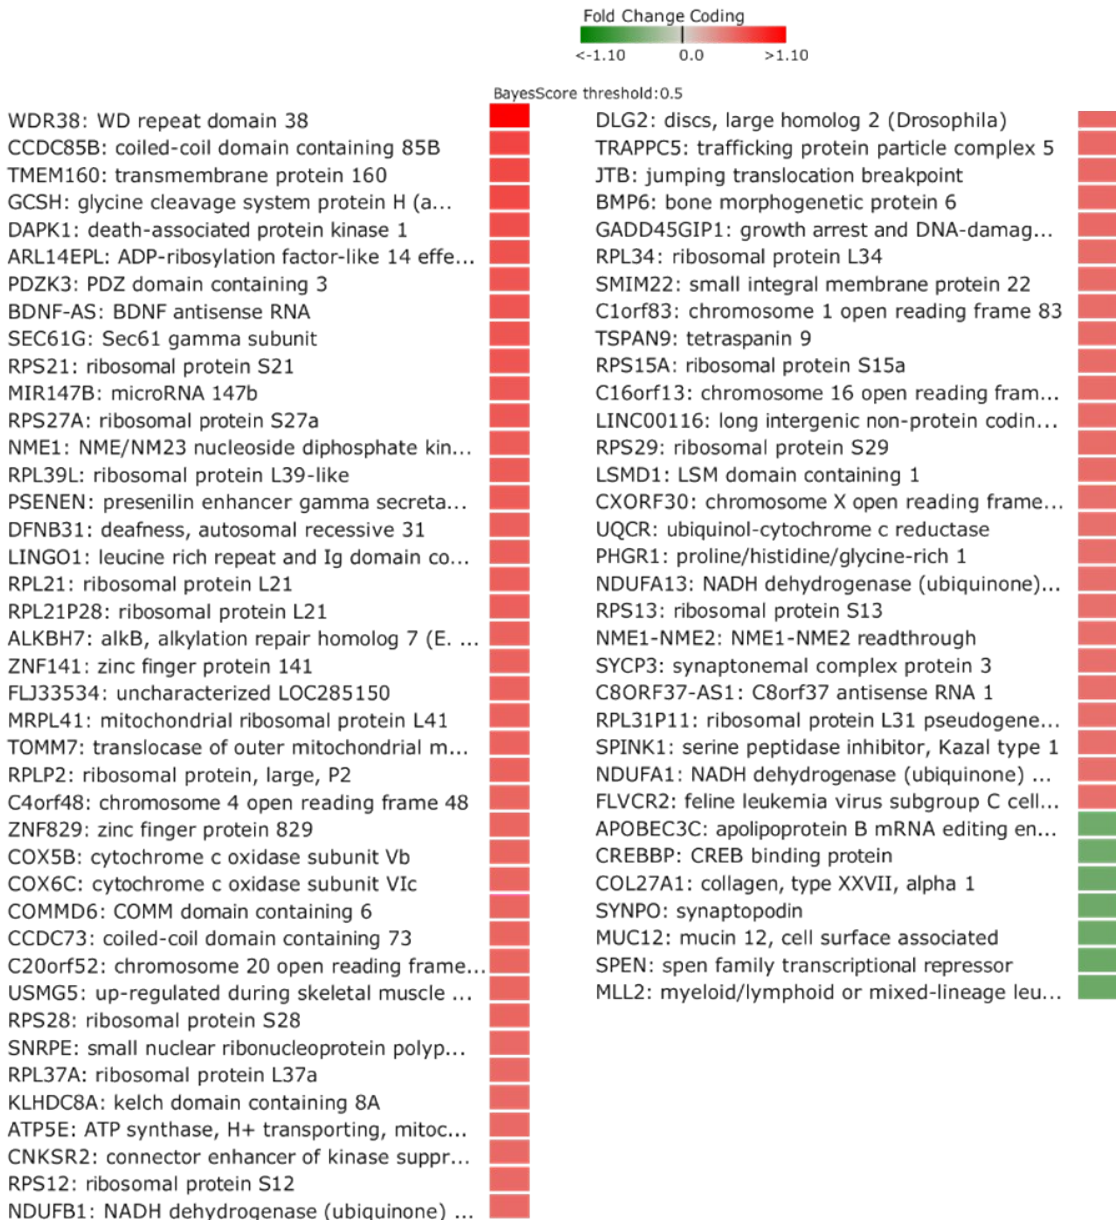 Fold Change Coding
<-1.10 0.0 >1.10
BayesScore threshold:0.5
WDR38: WD repeat domain 38
CCDC85B: coiled-coil domain containing 85B
TMEM160: transmembrane protein 160
GCSH: glycine cleavage system protein H (a...
DAPK1: death-associated protein kinase 1
ARL14EPL: ADP-ribosylation factor-like 14 effe...
PDZK3: PDZ domain containing 3
BDNF-AS: BDNF antisense RNA
SEC61G: Sec61 gamma subunit
RPS21: ribosomal protein S21
MIR147B: microRNA 147b
RPS27A: ribosomal protein S27a
NME1: NME/NM23 nucleoside diphosphate kin...
RPL39L: ribosomal protein L39-like
PSENEN: presenilin enhancer gamma secreta...
DFNB31: deafness, autosomal recessive 31
LINGO1: leucine rich repeat and Ig domain co...
RPL21: ribosomal protein L21
RPL21P28: ribosomal protein L21
ALKBH7: alkB, alkylation repair homolog 7 (E. ...
ZNF141: zinc finger protein 141
FLJ33534: uncharacterized LOC285150
MRPL41: mitochondrial ribosomal protein L41
TOMM7: translocase of outer mitochondrial m...
RPLP2: ribosomal protein, large, P2
C4orf48: chromosome 4 open reading frame 48
ZNF829: zinc finger protein 829
COX5B: cytochrome c oxidase subunit Vb
COX6C: cytochrome c oxidase subunit VIc
COMMD6: COMM domain containing 6
CCDC73: coiled-coil domain containing 73
C20orf52: chromosome 20 open reading frame...
USMG5: up-regulated during skeletal muscle ...
RPS28: ribosomal protein S28
SNRPE: small nuclear ribonucleoprotein polyp...
RPL37A: ribosomal protein L37a
KLHDC8A: kelch domain containing 8A
ATP5E: ATP synthase, H+ transporting, mitoc...
CNKSR2: connector enhancer of kinase suppr...
RPS12: ribosomal protein S12
NDUFB1: NADH dehydrogenase (ubiquinone) ...
DLG2: discs, large homolog 2 (Drosophila)
TRAPPC5: trafficking protein particle complex 5
JTB: jumping translocation breakpoint
BMP6: bone morphogenetic protein 6
GADD45GIP1: growth arrest and DNA-damag...
RPL34: ribosomal protein L34
SMIM22: small integral membrane protein 22
C1orf83: chromosome 1 open reading frame 83
TSPAN9: tetraspanin 9
RPS15A: ribosomal protein S15a
C16orf13: chromosome 16 open reading fram...
LINC00116: long intergenic non-protein codin...
RPS29: ribosomal protein S29
LSMD1: LSM domain containing 1
CXORF30: chromosome X open reading frame...
UQCR: ubiquinol-cytochrome c reductase
PHGR1: proline/histidine/glycine-rich 1
NDUFA13: NADH dehydrogenase (ubiquinone)...
RPS13: ribosomal protein S13
NME1-NME2: NME1-NME2 readthrough
SYCP3: synaptonemal complex protein 3
C8ORF37-AS1: C8orf37 antisense RNA 1
RPL31P11: ribosomal protein L31 pseudogene...
SPINK1: serine peptidase inhibitor, Kazal type 1
NDUFA1: NADH dehydrogenase (ubiquinone) ...
FLVCR2: feline leukemia virus subgroup C cell...
APOBEC3C: apolipoprotein B mRNA editing en...
CREBBP: CREB binding protein
COL27A1: collagen, type XXVII, alpha 1
SYNPO: synaptopodin
MUC12: mucin 12, cell surface associated
SPEN: spen family transcriptional repressor
MLL2: myeloid/lymphoid or mixed-lineage leu...